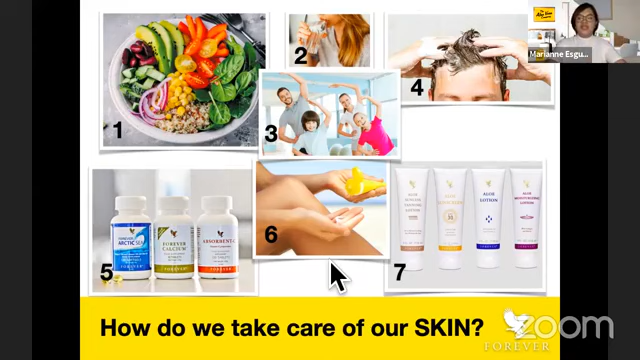 Marianne Esgu...
1
2
3
4
5
ARCTIC SEA
FOREVER
FOREVER
CALCIUM
FOREVER
ABSORBENT-C
FOREVER
6
7
ALOE
LOTION
ALOE
MOISTURIZING
LOTION
How do we take care of our SKIN?
zoom
FOREVER